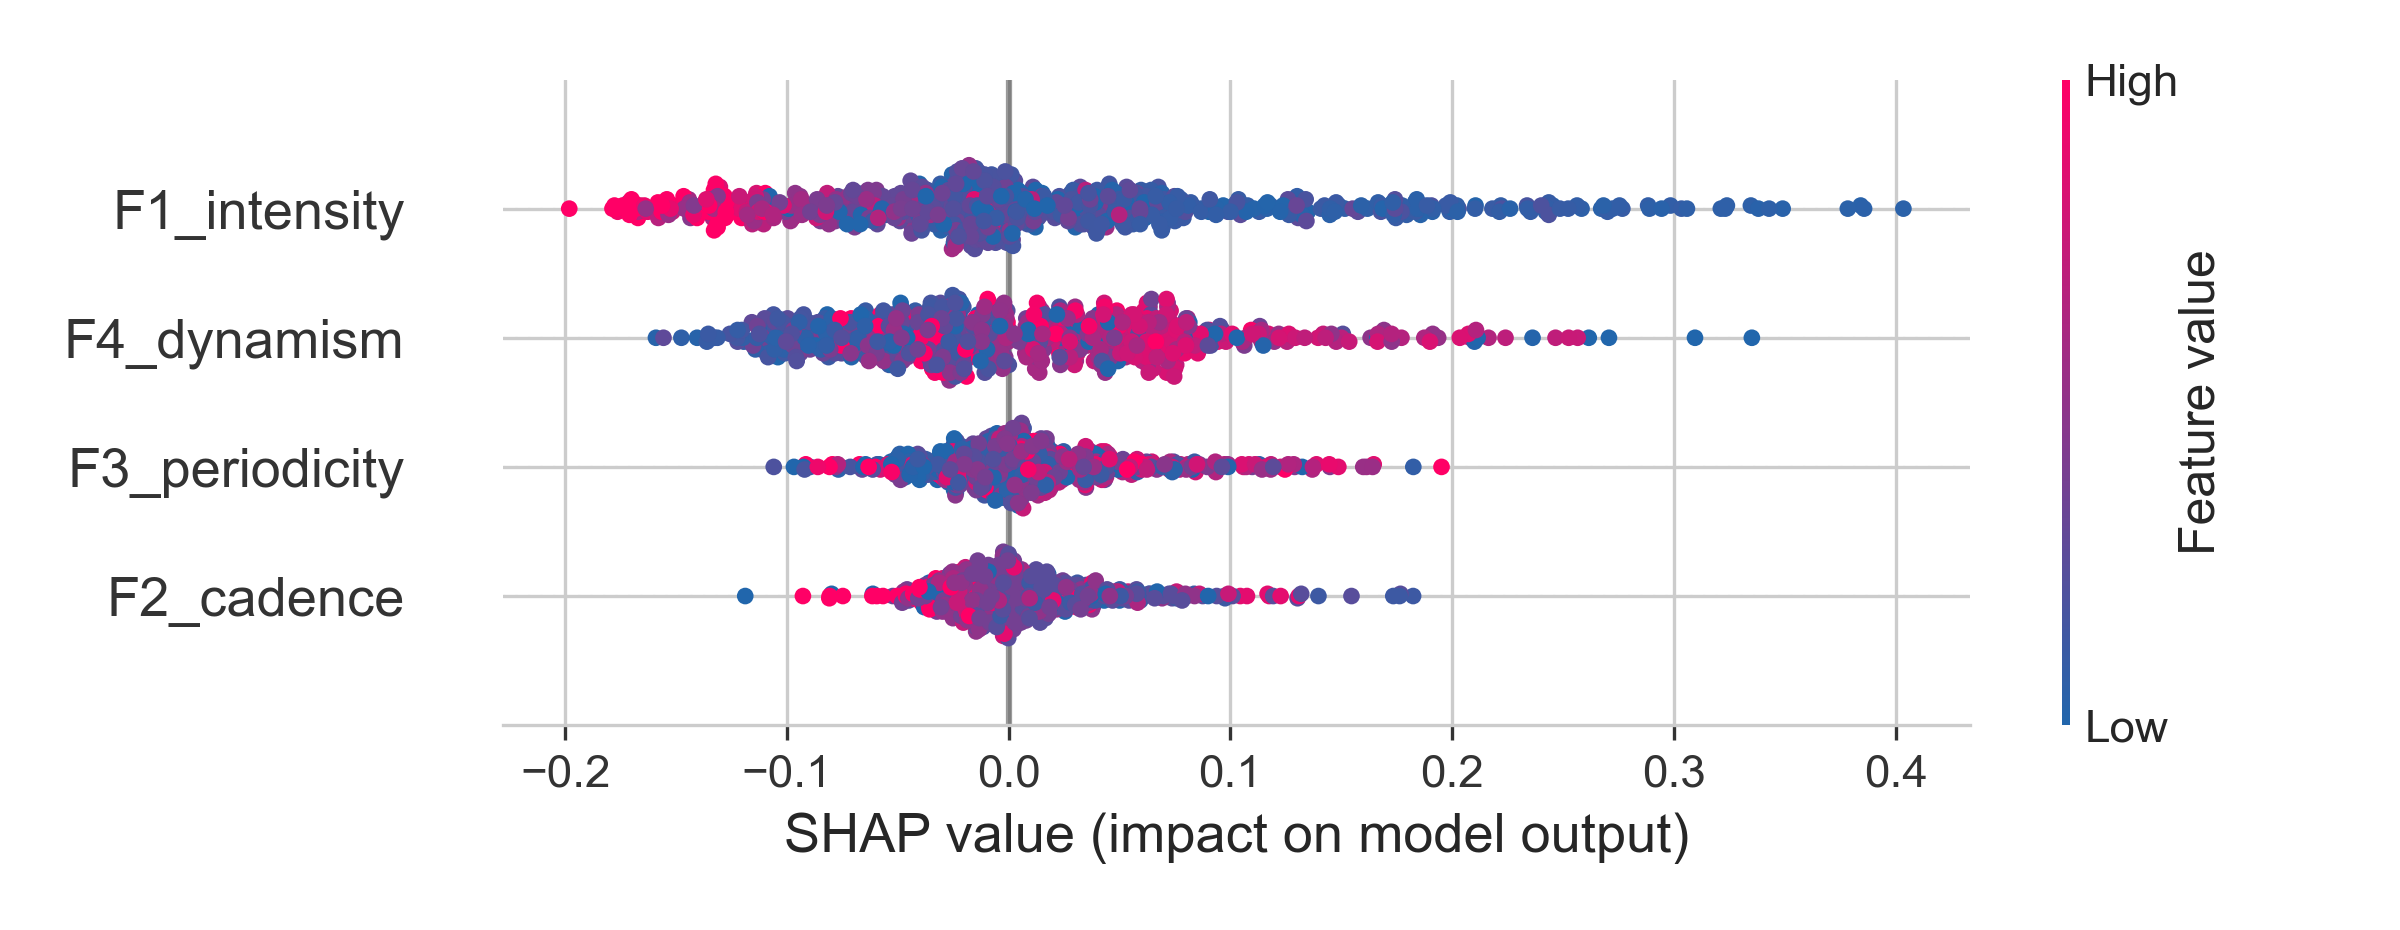 High
F1_intensity
F4_dynamism
F3_periodicity
F2_cadence
Feature value
Low
−0.2 −0.1 0.0 0.1 0.2 0.3 0.4
SHAP value (impact on model output)